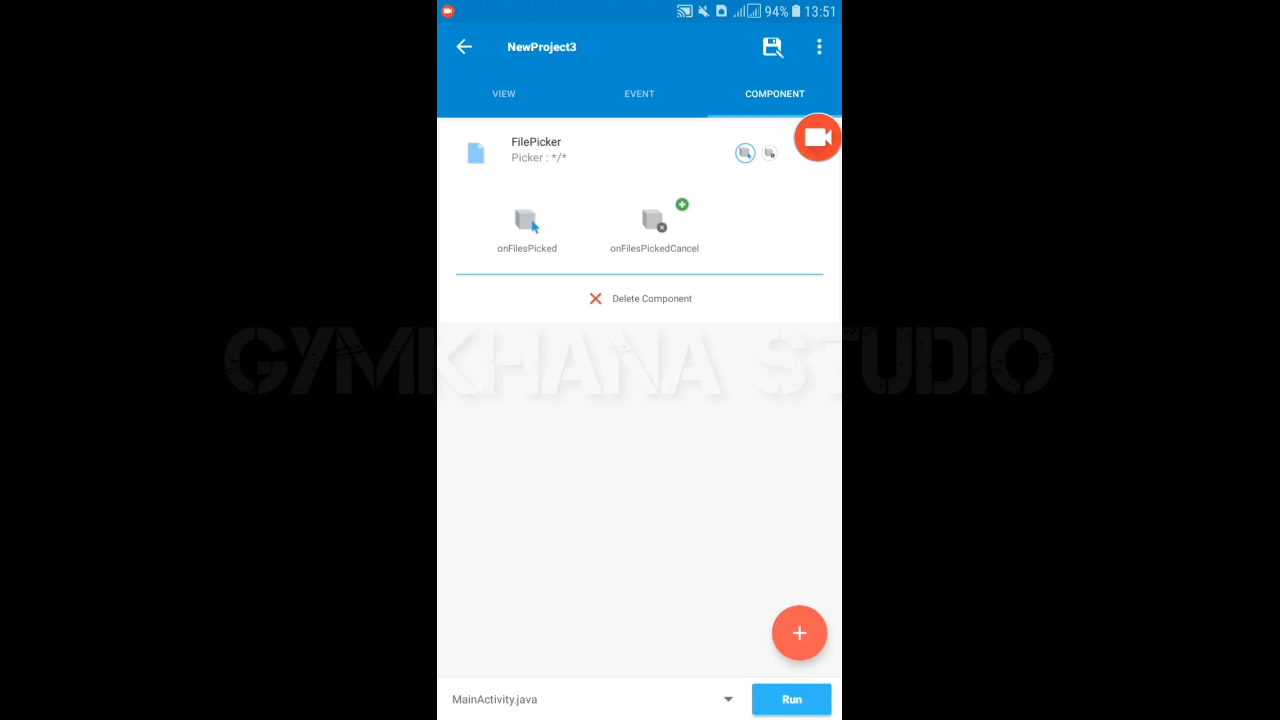 94% 13:51
NewProject3
VIEW EVENT COMPONENT
FilePicker
Picker : */*
onFilesPicked onFilesPickedCancel
Delete Component
GYMKHANA STUDIO
MainActivity.java Run